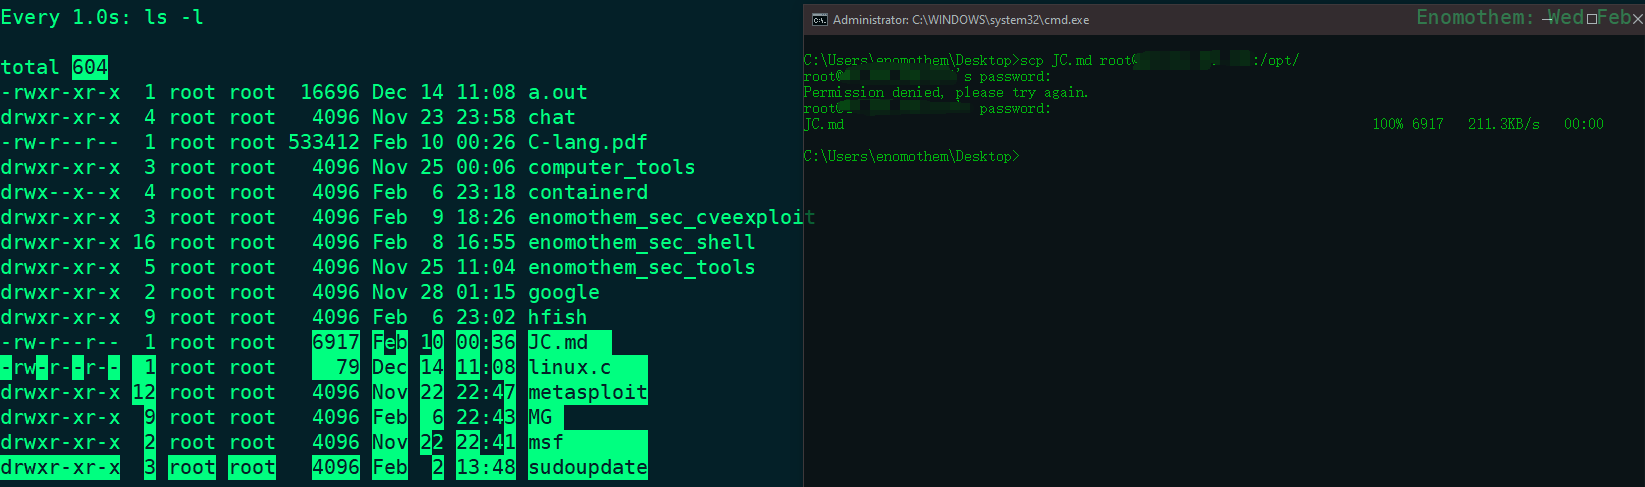 Every 1.0s: ls -l
Enomothem: Wed Feb
total 604
-rwxr-xr-x  1 root root  16696 Dec 14 11:08 a.out
drwxr-xr-x  4 root root   4096 Nov 23 23:58 chat
-rw-r--r--  1 root root 533412 Feb 10 00:26 C-lang.pdf
drwxr-xr-x  3 root root   4096 Nov 25 00:06 computer_tools
drwx--x--x  4 root root   4096 Feb  6 23:18 containerd
drwxr-xr-x  3 root root   4096 Feb  9 18:26 enomothem_sec_cveexploit
drwxr-xr-x 16 root root   4096 Feb  8 16:55 enomothem_sec_shell
drwxr-xr-x  5 root root   4096 Nov 25 11:04 enomothem_sec_tools
drwxr-xr-x  2 root root   4096 Nov 28 01:15 google
drwxr-xr-x  9 root root   4096 Feb  6 23:02 hfish
-rw-r--r--  1 root root   6917 Feb 10 00:36 JC.md
-rw-r--r--  1 root root     79 Dec 14 11:08 linux.c
drwxr-xr-x 12 root root   4096 Nov 22 22:47 metasploit
drwxr-xr-x  9 root root   4096 Feb  6 22:43 MG
drwxr-xr-x  2 root root   4096 Nov 22 22:41 msf
drwxr-xr-x  3 root root   4096 Feb  2 13:48 sudoupdate
Administrator: C:\WINDOWS\system32\cmd.exe
C:\Users\enomothem\Desktop>scp JC.md root@ :/opt/
root@ 's password:
Permission denied, please try again.
root@ password:
JC.md 100% 6917 211.3KB/s 00:00
C:\Users\enomothem\Desktop>